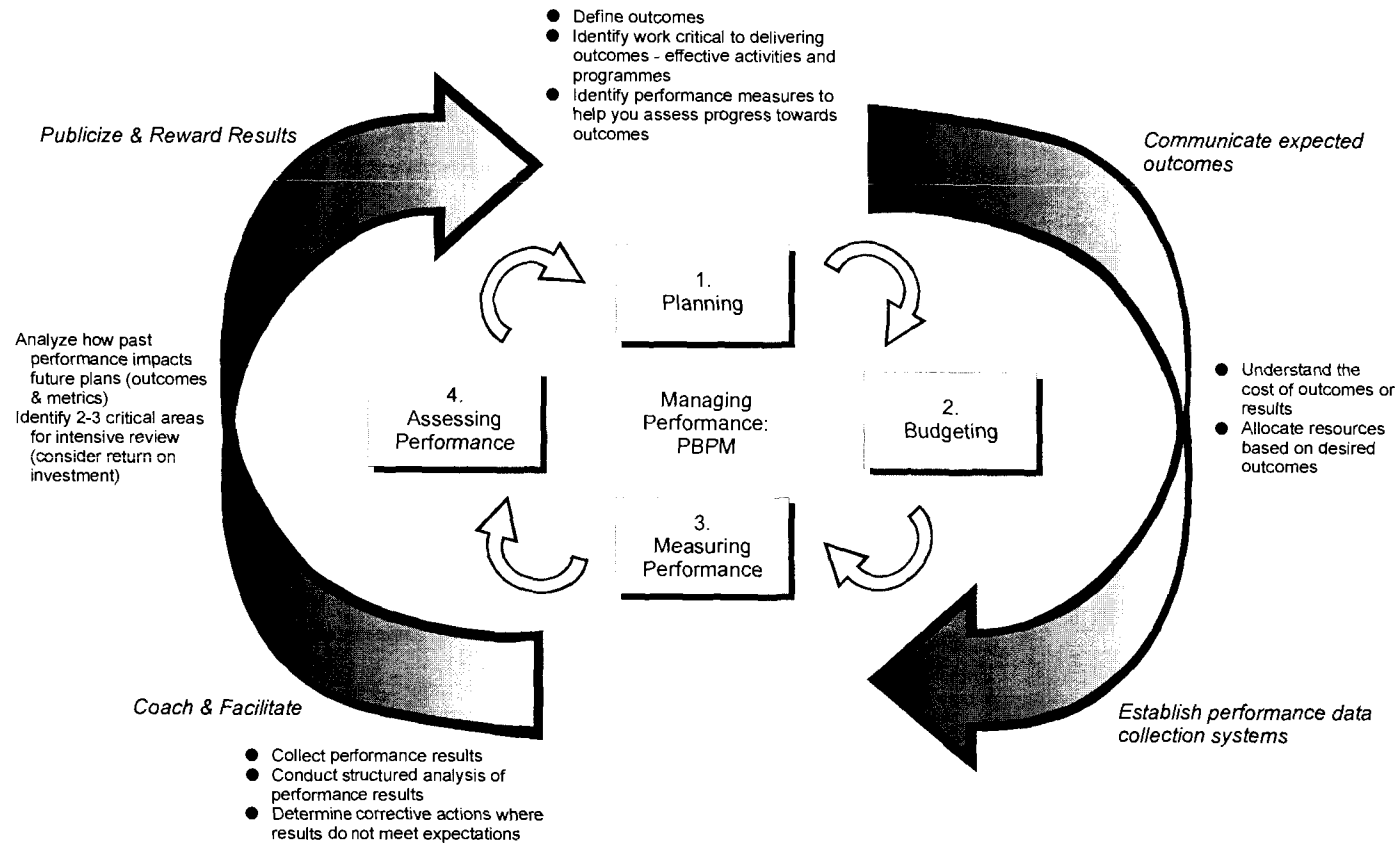 ● Define outcomes
● Identify work critical to delivering
outcomes - effective activities and
programmes
● Identify performance measures to
help you assess progress towards
outcomes
Publicize & Reward Results
Communicate expected
outcomes
1.
Planning
Analyze how past
performance impacts
future plans (outcomes
& metrics)
Identify 2-3 critical areas
for intensive review
(consider return on
investment)
4.
Assessing
Performance
Managing
Performance:
PBPM
2.
Budgeting
● Understand the
cost of outcomes or
results
● Allocate resources
based on desired
outcomes
3.
Measuring
Performance
Coach & Facilitate
Establish performance data
collection systems
● Collect performance results
● Conduct structured analysis of
performance results
● Determine corrective actions where
results do not meet expectations